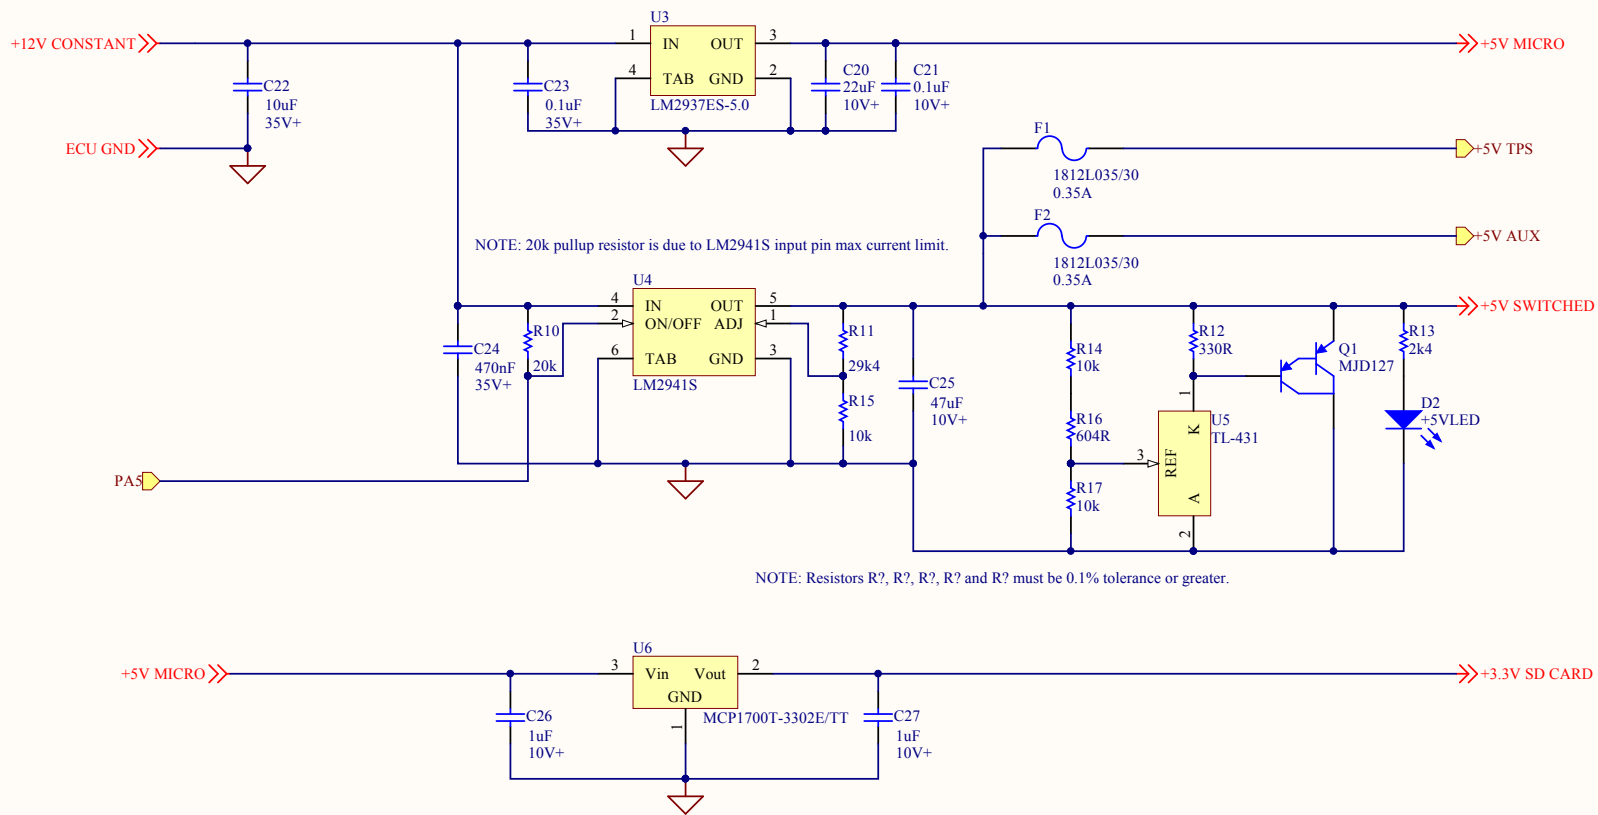 U3
+12V CONSTANT
1
IN
OUT
3
+5V MICRO
4
TAB
GND
2
LM2937ES-5.0
C22
10uF
35V+
C23
0.1uF
35V+
C20
22uF
10V+
C21
0.1uF
10V+
ECU GND
F1
1812L035/30
0.35A
+5V TPS
F2
1812L035/30
0.35A
+5V AUX
NOTE: 20k pullup resistor is due to LM2941S input pin max current limit.
U4
4
IN
OUT
5
2
ON/OFF
ADJ
1
6
TAB
GND
3
LM2941S
+5V SWITCHED
R10
20k
C24
470nF
35V+
R11
29k4
R15
10k
C25
47uF
10V+
R14
10k
R16
604R
R17
10k
R12
330R
Q1
MJD127
R13
2k4
D2
+5VLED
U5
TL-431
1
K
3
REF
A
2
PA5
NOTE: Resistors R?, R?, R?, R? and R? must be 0.1% tolerance or greater.
U6
+5V MICRO
3
Vin
Vout
2
GND
1
MCP1700T-3302E/TT
+3.3V SD CARD
C26
1uF
10V+
C27
1uF
10V+